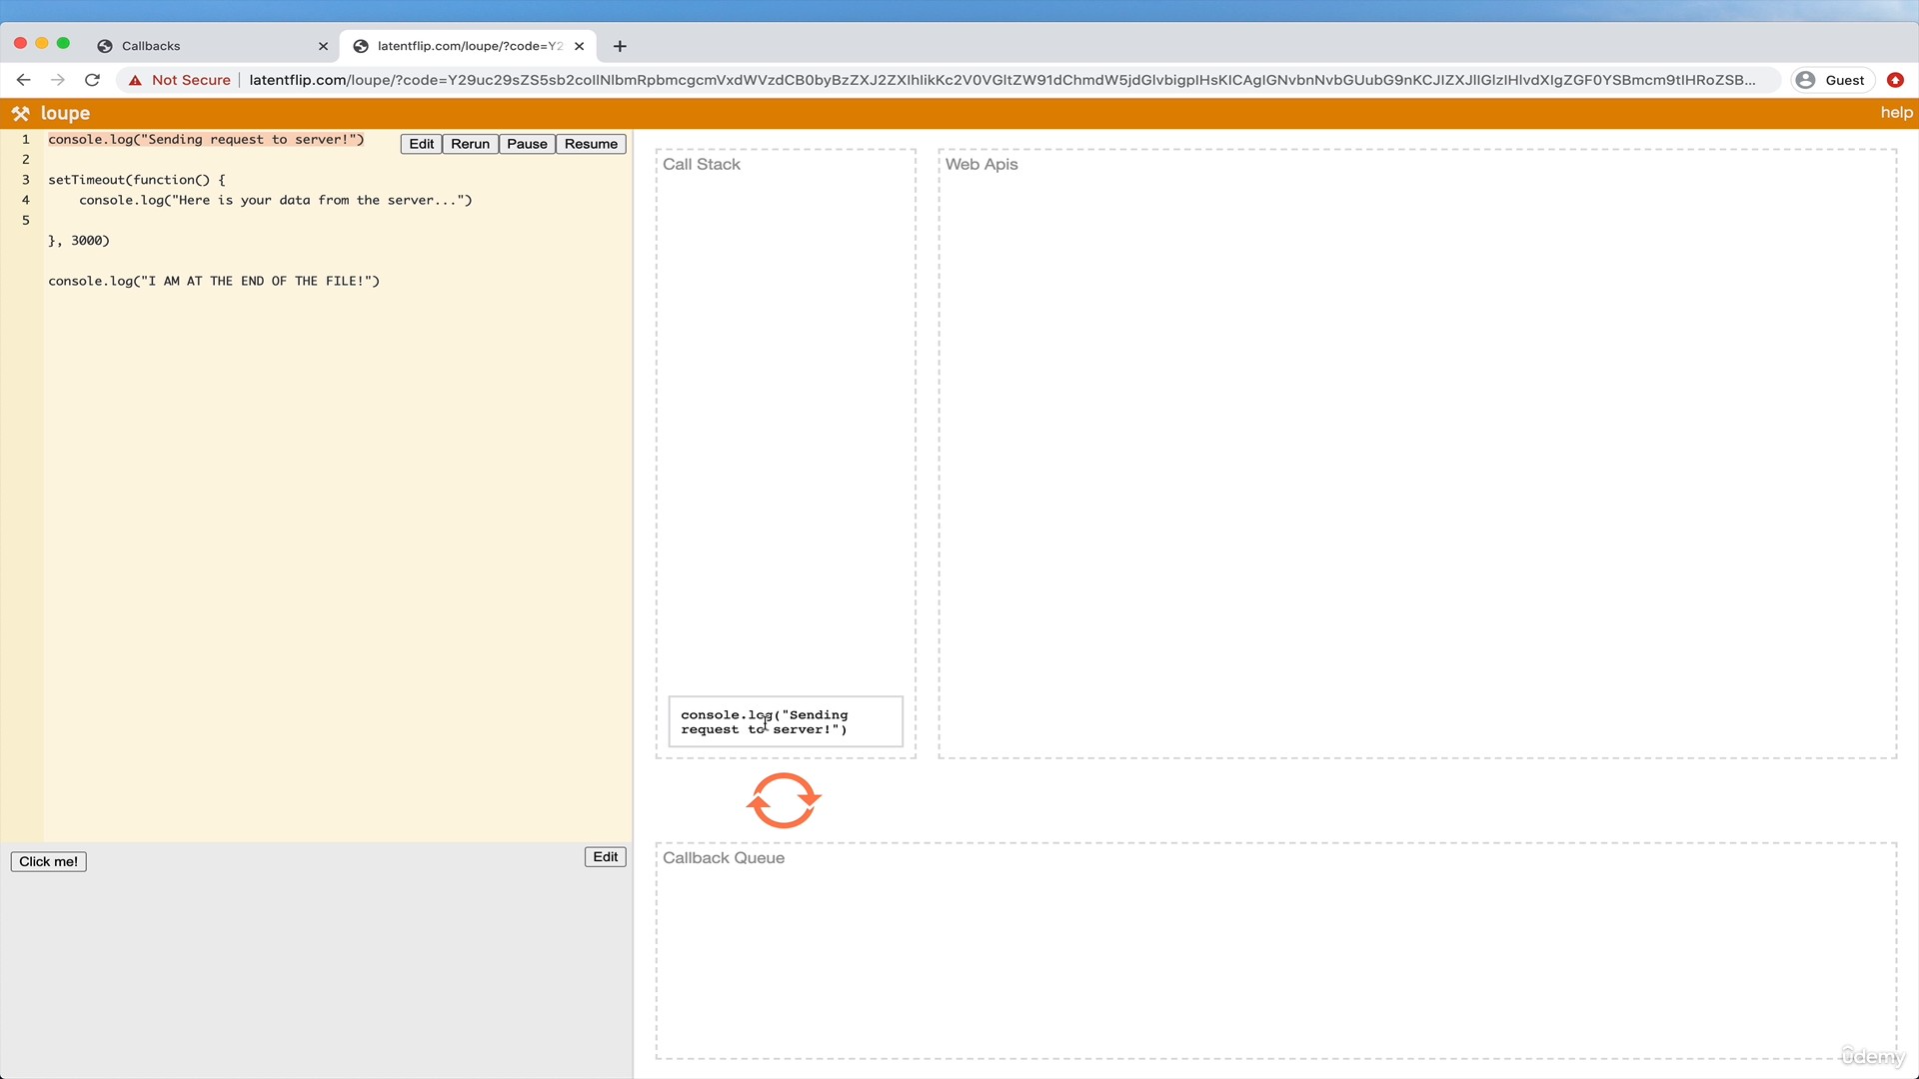 Callbacks
latentflip.com/loupe/?code=Y2
Not Secure
latentflip.com/loupe/?code=Y29uc29sZS5sb2coIlNlbmRpbmcgcmVxdWVzdCB0byBzZXJ2ZXIhIikKc2V0VGltZW91dChmdW5jdGlvbigpIHsKICAgIGNvbnNvbGUubG9nKCJIZXJlIGlzIHlvdXIgZGF0YSBmcm9tIHRoZSB...
Guest
loupe
help
1 console.log("Sending request to server!")
Edit Rerun Pause Resume
2
3 setTimeout(function() {
4 console.log("Here is your data from the server...")
5
}, 3000)
console.log("I AM AT THE END OF THE FILE!")
Call Stack
console.log("Sending
request to server!")
Web Apis
Click me!
Edit
Callback Queue
ûdemy